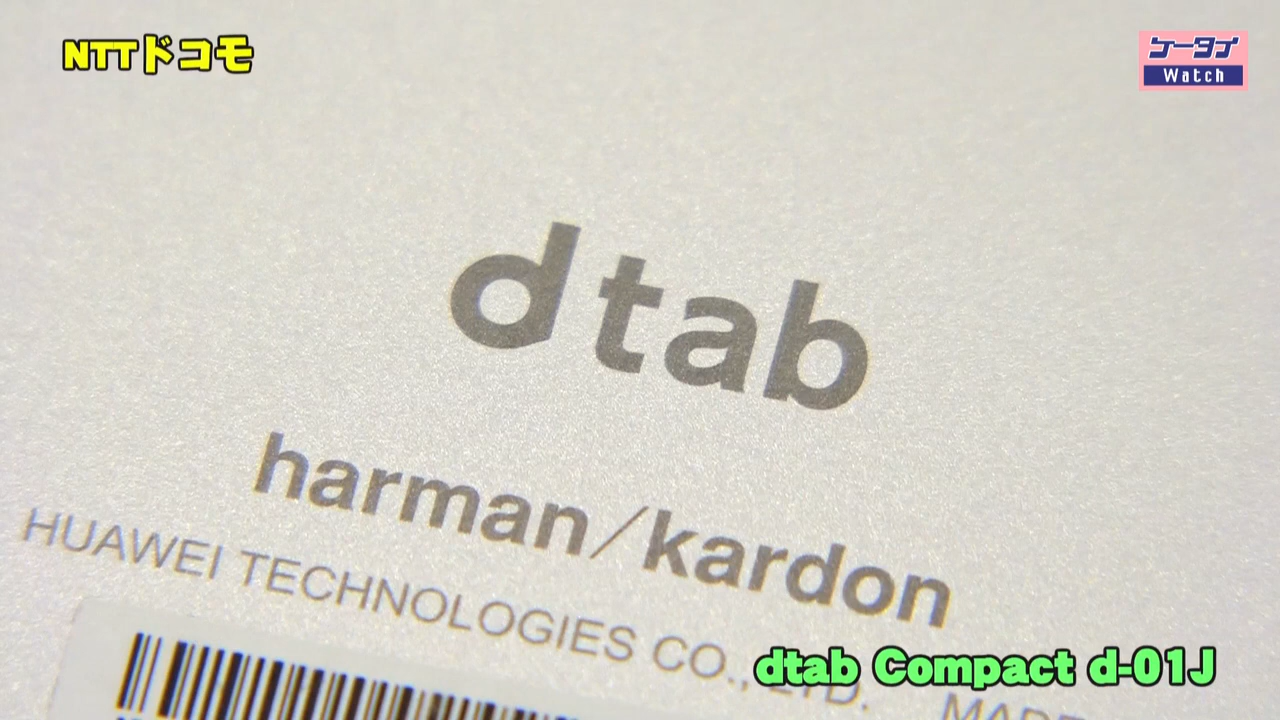 NTTドコモ
ケータイ
Watch
dtab
harman/kardon
HUAWEI TECHNOLOGIES CO., LTD.
dtab Compact d-01J